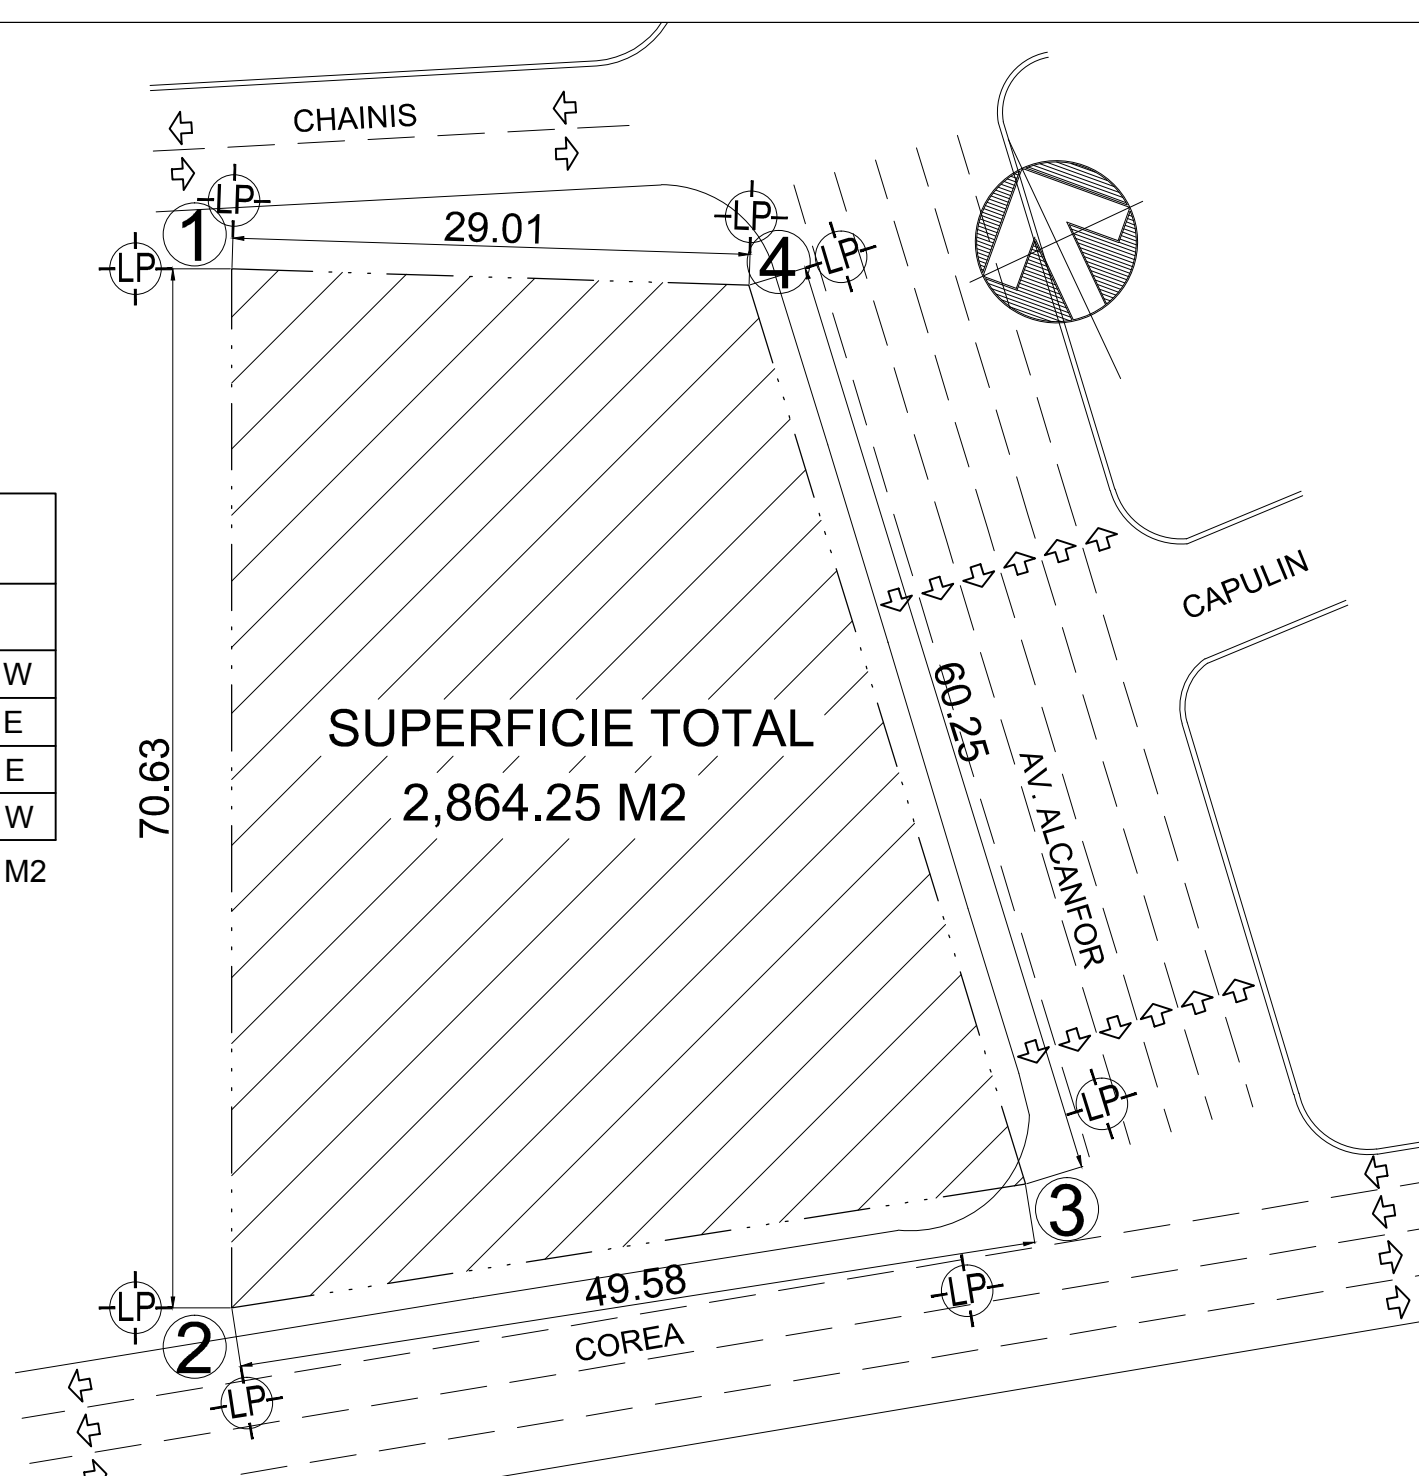 CHAINIS
LP
1
29.01
LP
4
LP
LP
CAPULIN
W
E
E
W
M2
70.63
SUPERFICIE TOTAL
2,864.25 M2
60.25
AV. ALCANFOR
LP
3
LP
2
49.58
LP
COREA
LP